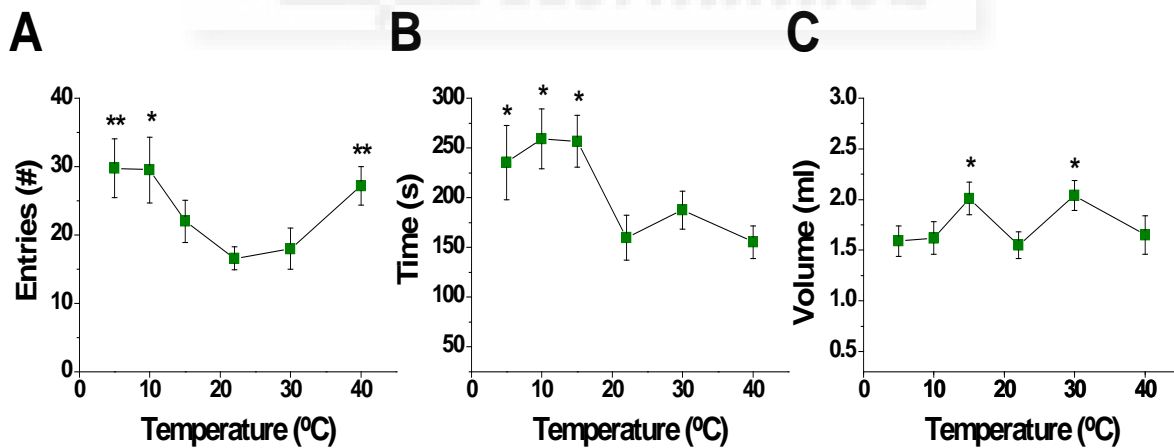 A
B
C
Entries (#)
40
30
20
10
0
** * **
0 10 20 30 40
Temperature (ºC)
Time (s)
300
250
200
150
100
50
* * *
0 10 20 30 40
Temperature (ºC)
Volume (ml)
3.0
2.5
2.0
1.5
1.0
0.5
* *
0 10 20 30 40
Temperature (ºC)